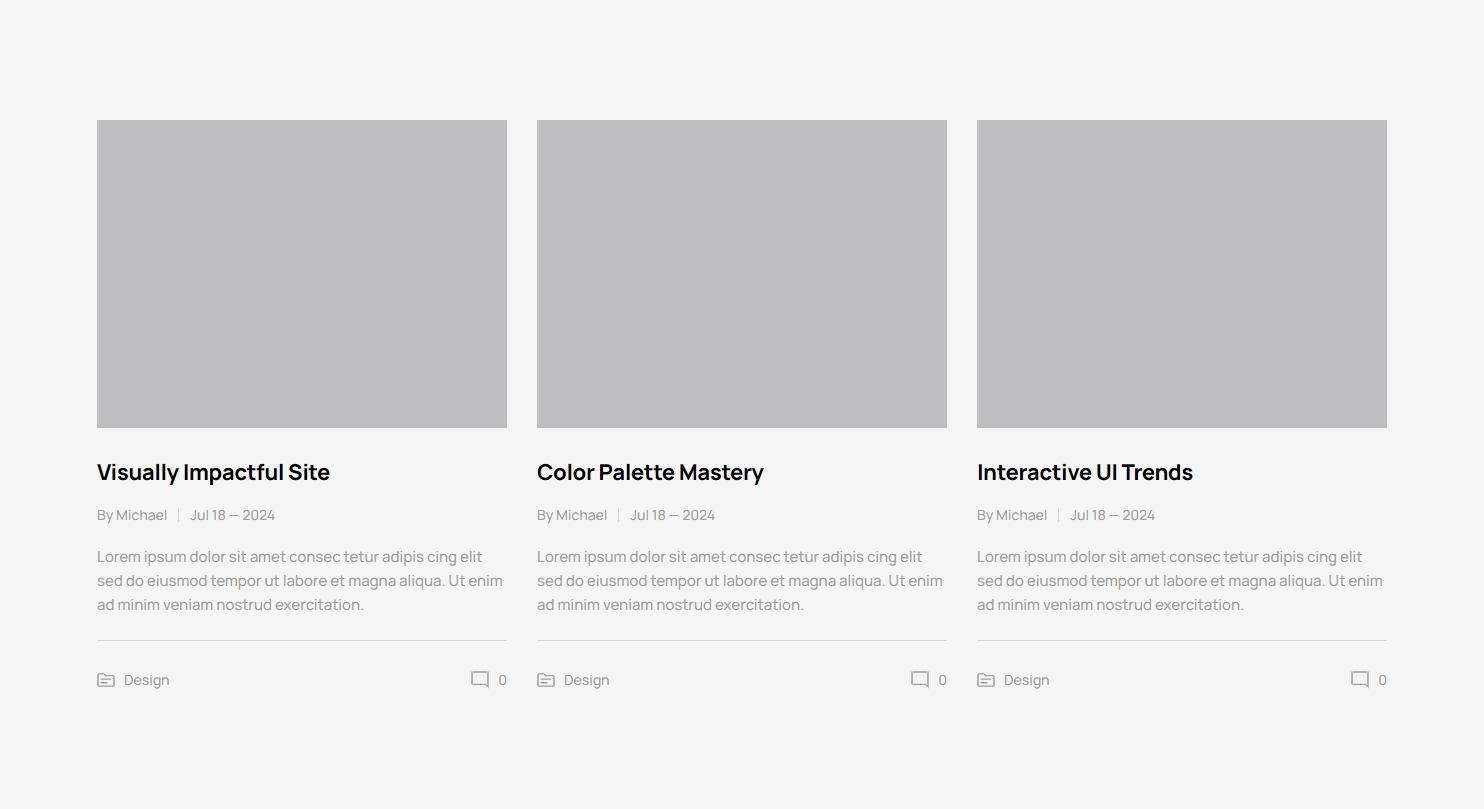 Visually Impactful Site
By Michael | Jul 18 — 2024
Lorem ipsum dolor sit amet consec tetur adipis cing elit
sed do eiusmod tempor ut labore et magna aliqua. Ut enim
ad minim veniam nostrud exercitation.
Design 0
Color Palette Mastery
By Michael | Jul 18 — 2024
Lorem ipsum dolor sit amet consec tetur adipis cing elit
sed do eiusmod tempor ut labore et magna aliqua. Ut enim
ad minim veniam nostrud exercitation.
Design 0
Interactive UI Trends
By Michael | Jul 18 — 2024
Lorem ipsum dolor sit amet consec tetur adipis cing elit
sed do eiusmod tempor ut labore et magna aliqua. Ut enim
ad minim veniam nostrud exercitation.
Design 0